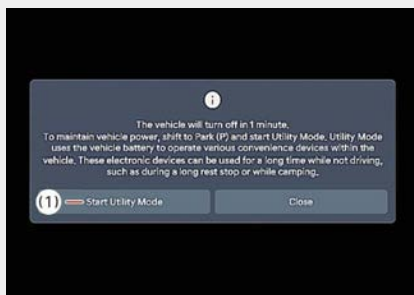 The vehicle will turn off in 1 minute.
To maintain vehicle power, shift to Park (P) and start Utility Mode. Utility Mode
uses the vehicle battery to operate various convenience devices within the
vehicle. These electronic devices can be used for a long time while not driving,
such as during a long rest stop or while camping.
(1) Start Utility Mode Close